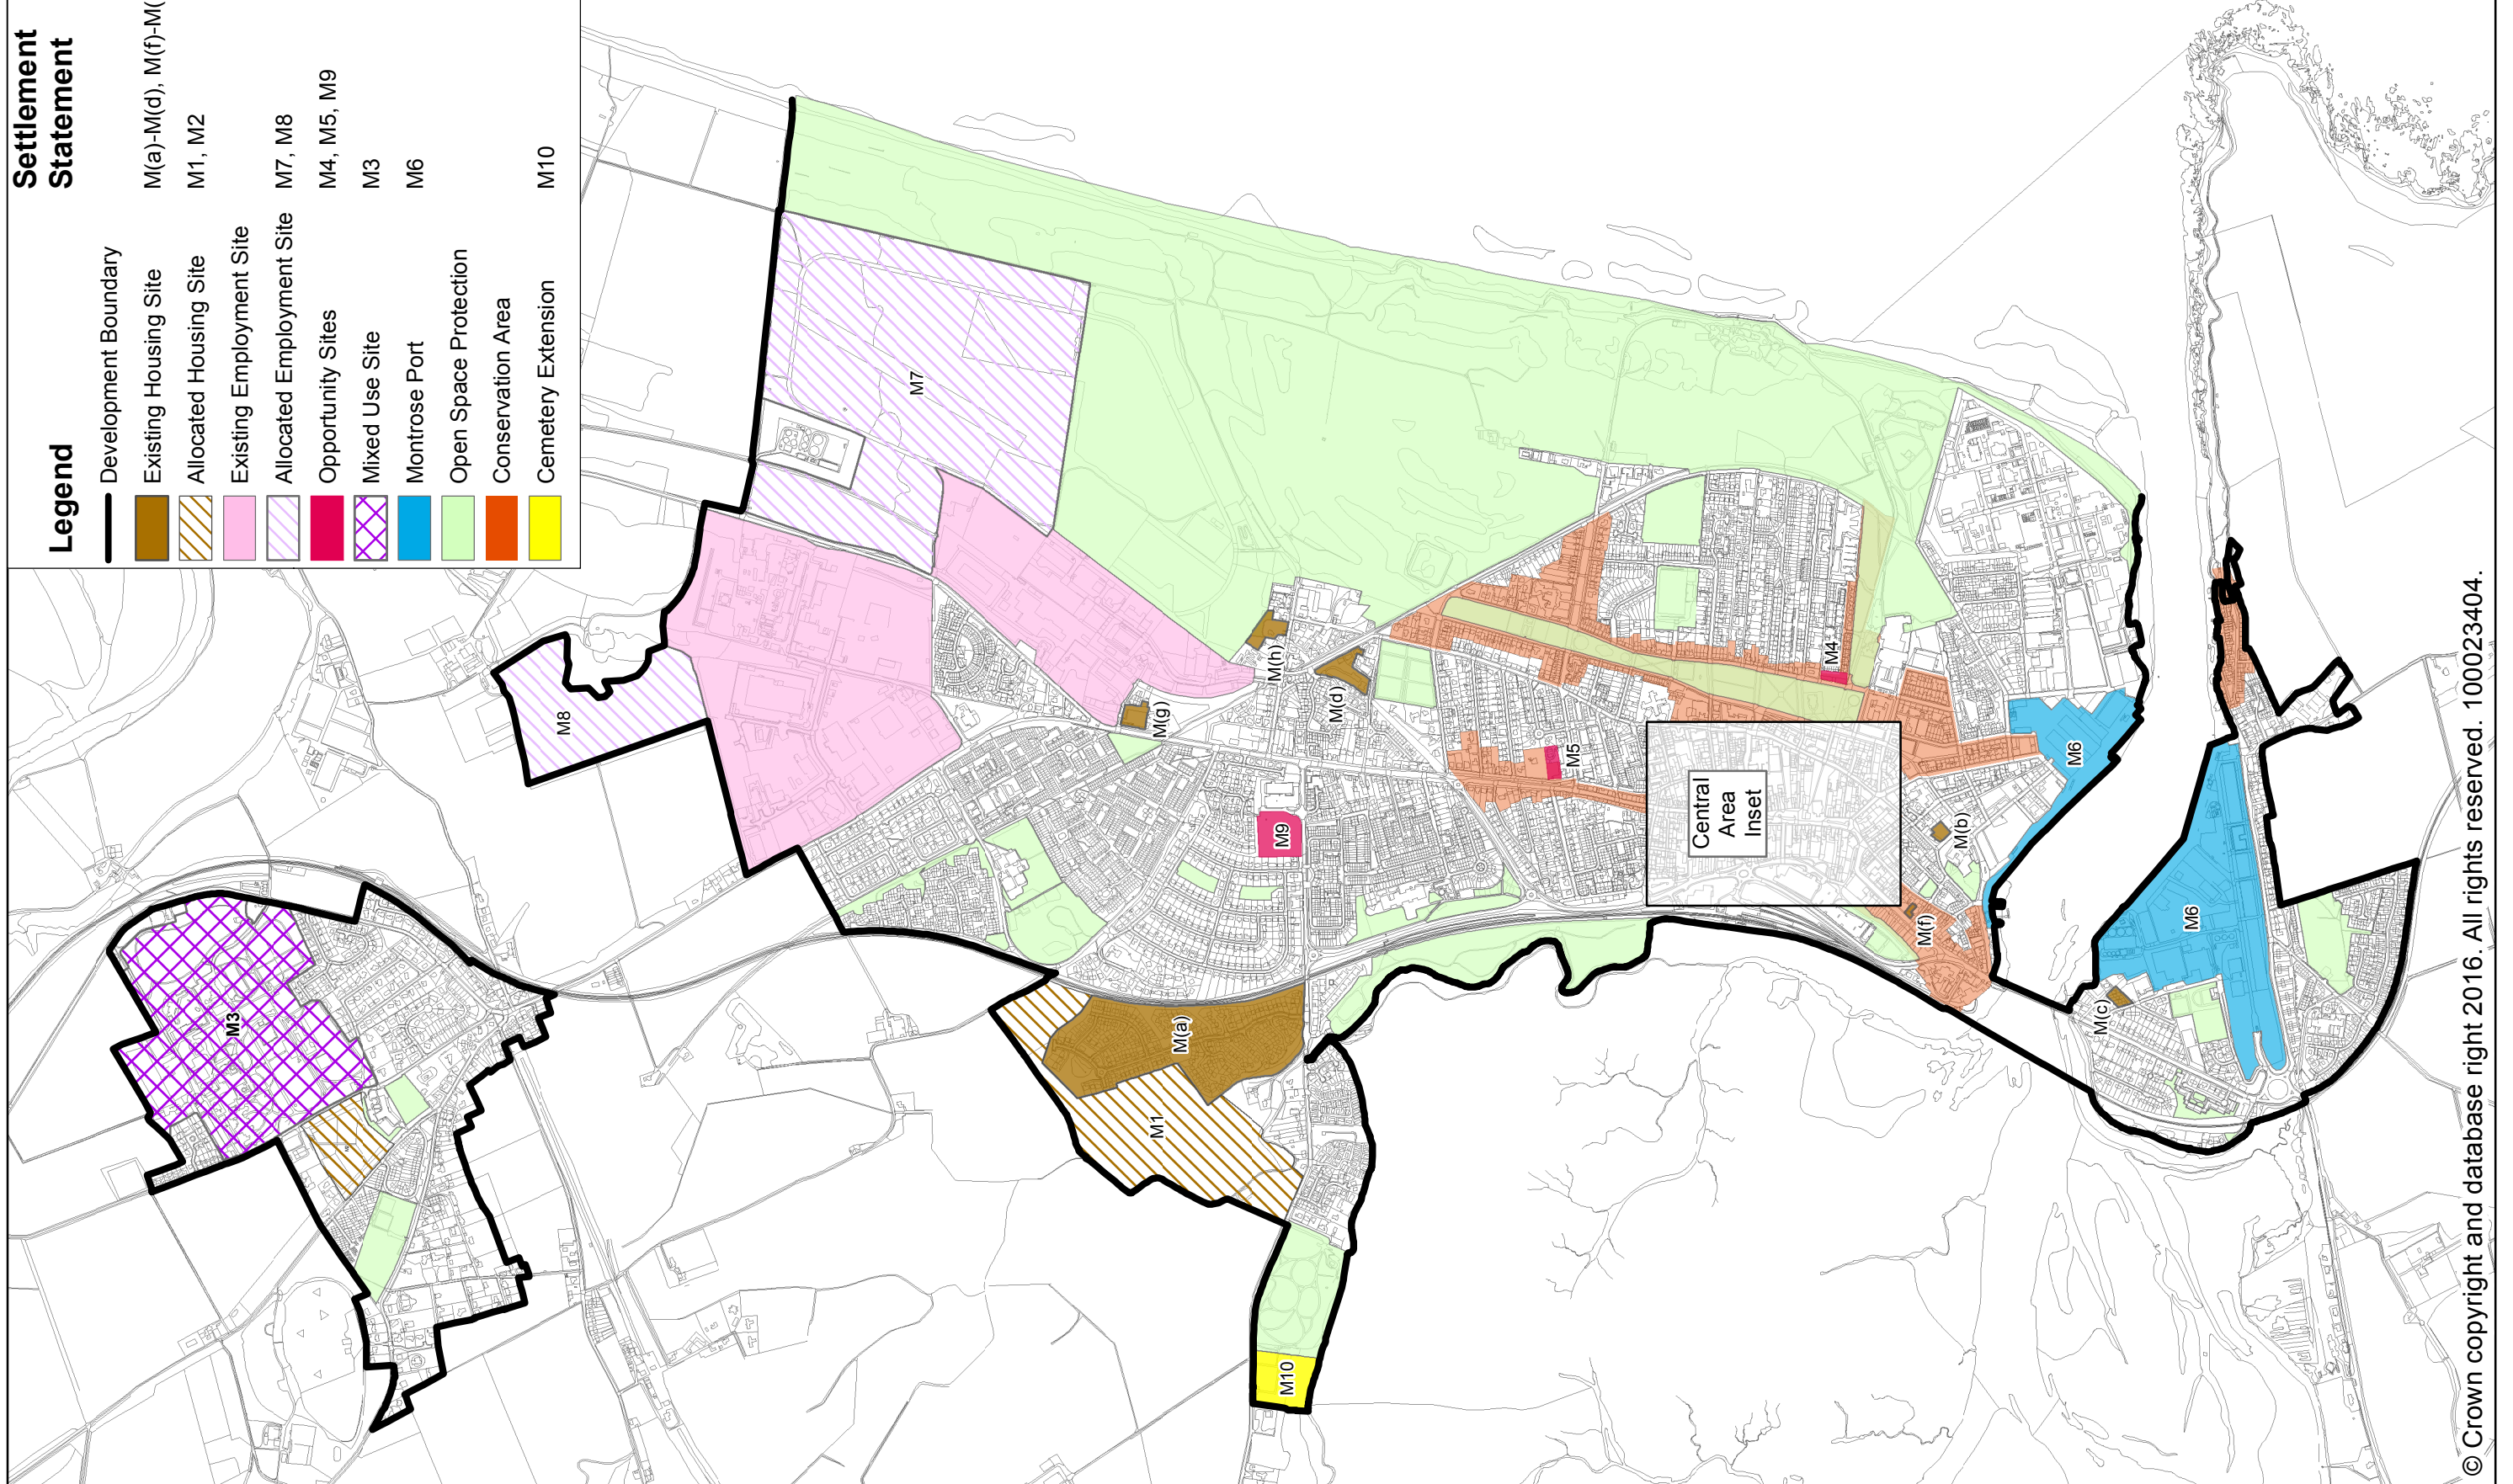 Settlement
Statement
Legend
Development Boundary
Existing Housing Site M(a)-M(d), M(f)-M(
Allocated Housing Site M1, M2
Existing Employment Site
Allocated Employment Site M7, M8
Opportunity Sites M4, M5, M9
Mixed Use Site M3
Montrose Port M6
Open Space Protection
Conservation Area
Cemetery Extension M10
M7
M8
M3
M(h)
M(g)
M(d)
M4
M5
M9
M(a)
M1
M10
Central
Area
Inset
M(b)
M(f)
M6
M6
M(c)
© Crown copyright and database right 2016. All rights reserved. 100023404.